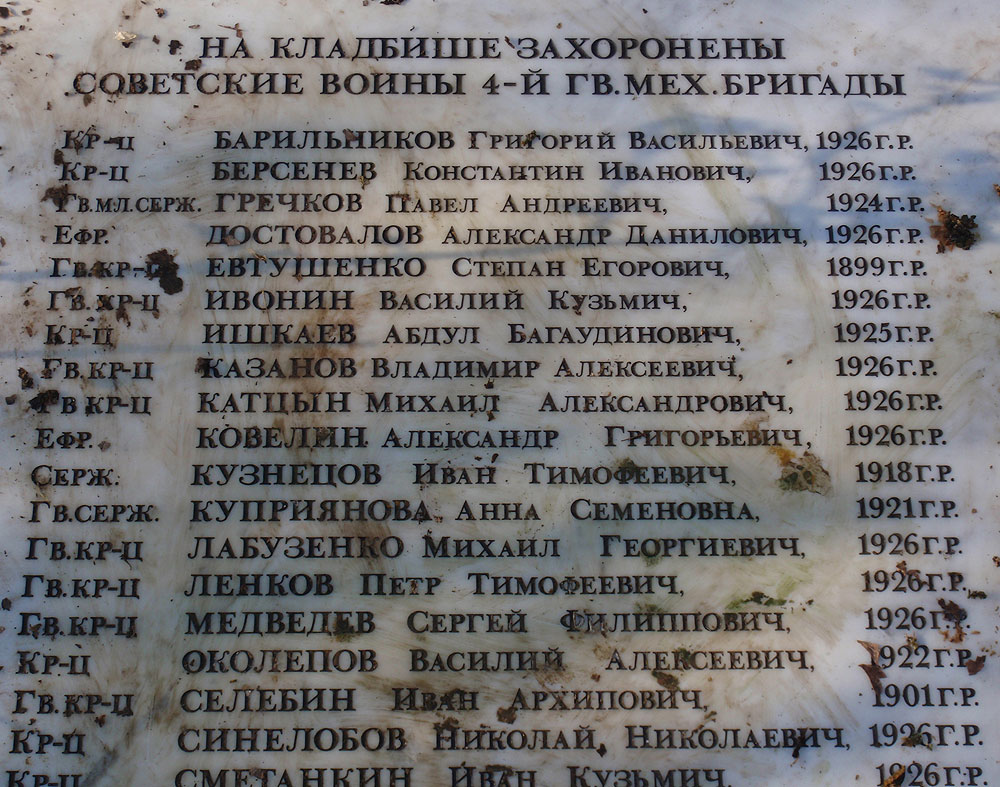 НА КЛАДБИЩЕ ЗАХОРОНЕНЫ
СОВЕТСКИЕ ВОИНЫ 4-Й ГВ. МЕХ. БРИГАДЫ
КР-Ц БАРИЛЬНИКОВ ГРИГОРИЙ ВАСИЛЬЕВИЧ, 1926 Г.Р.
КР-Ц БЕРСЕНЕВ КОНСТАНТИН ИВАНОВИЧ, 1926 Г.Р.
ГВ.МЛ.СЕРЖ. ГРЕЧКОВ ПАВЕЛ АНДРЕЕВИЧ, 1924 Г.Р.
ЕФР. ДОСТОВАЛОВ АЛЕКСАНДР ДАНИЛОВИЧ, 1926 Г.Р.
ГВ.КР-Ц ЕВТУШЕНКО СТЕПАН ЕГОРОВИЧ, 1899 Г.Р.
ГВ.КР-Ц ИВОНИН ВАСИЛИЙ КУЗЬМИЧ, 1926 Г.Р.
КР-Ц ИШКАЕВ АБДУЛ БАГАУДИНОВИЧ, 1925 Г.Р.
ГВ.КР-Ц КАЗАНОВ ВЛАДИМИР АЛЕКСЕЕВИЧ, 1926 Г.Р.
ГВ.КР-Ц КАТЦЫН МИХАИЛ АЛЕКСАНДРОВИЧ, 1926 Г.Р.
ЕФР. КОВЕЛИН АЛЕКСАНДР ГРИГОРЬЕВИЧ, 1926 Г.Р.
СЕРЖ. КУЗНЕЦОВ ИВАН ТИМОФЕЕВИЧ, 1918 Г.Р.
ГВ.СЕРЖ. КУПРИЯНОВА АННА СЕМЕНОВНА, 1921 Г.Р.
ГВ.КР-Ц ЛАБУЗЕНКО МИХАИЛ ГЕОРГИЕВИЧ, 1926 Г.Р.
ГВ.КР-Ц ЛЕНКОВ ПЕТР ТИМОФЕЕВИЧ, 1926 Г.Р.
ГВ.КР-Ц МЕДВЕДЕВ СЕРГЕЙ ФИЛИППОВИЧ, 1926 Г.Р.
КР-Ц ОКОЛЕПОВ ВАСИЛИЙ АЛЕКСЕЕВИЧ, 1922 Г.Р.
ГВ.КР-Ц СЕЛЕБИН ИВАН АРХИПОВИЧ, 1901 Г.Р.
КР-Ц СИНЕЛОБОВ НИКОЛАЙ НИКОЛАЕВИЧ, 1926 Г.Р.
КР-Ц СМЕТАНКИН ИВАН КУЗЬМИЧ, 1926 Г.Р.